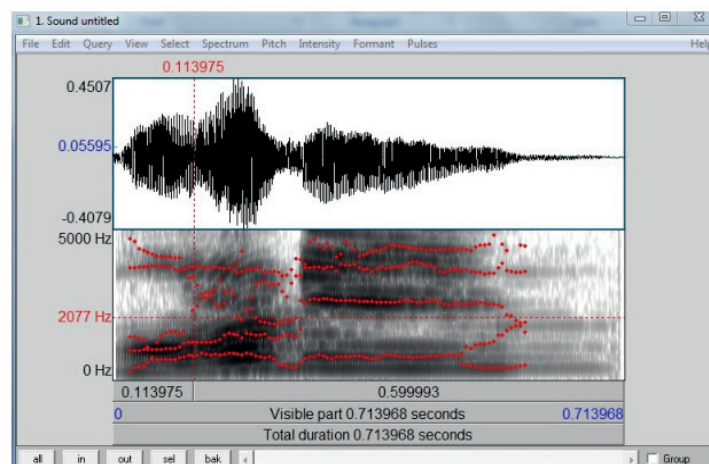 1. Sound untitled
File Edit Query View Select Spectrum Pitch Intensity Formant Pulses Help
0.113975
0.4507
0.05595
-0.4079
5000 Hz
2077 Hz
0 Hz
0.113975 0.599993
0 Visible part 0.713968 seconds 0.713968
Total duration 0.713968 seconds
all in out sel bak Group